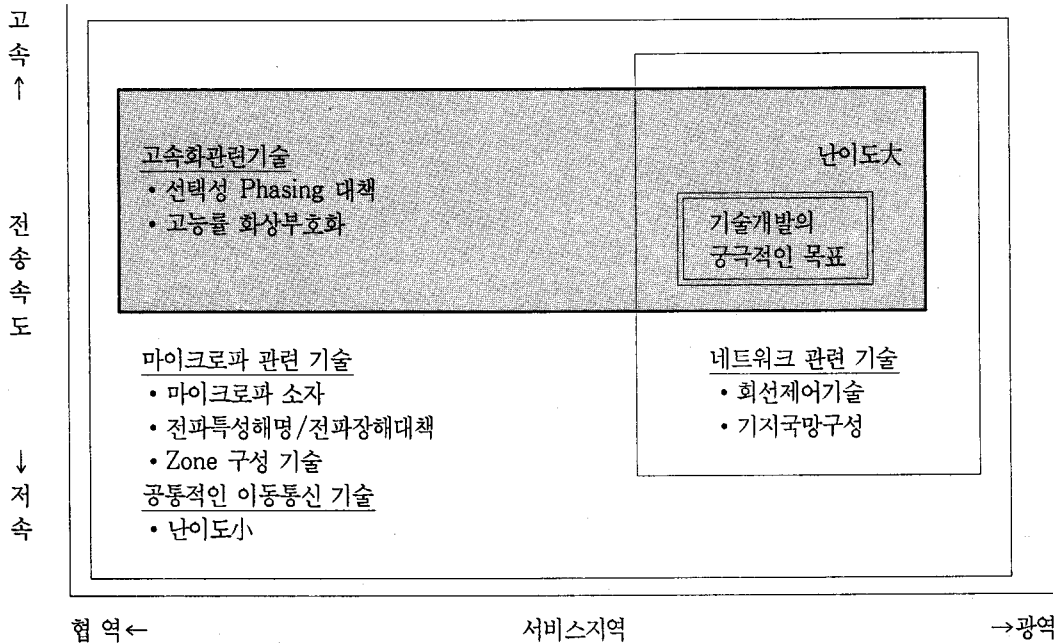 고
속
↑
전
송
속
도
↓
저
속
고속화관련기술
• 선택성 Phasing 대책
• 고능률 화상부호화
난이도大
기술개발의
궁극적인 목표
마이크로파 관련 기술
• 마이크로파 소자
• 전파특성해명/전파장해대책
• Zone 구성 기술
공통적인 이동통신 기술
• 난이도小
네트워크 관련 기술
• 회선제어기술
• 기지국망구성
협 역←
서비스지역
→광역